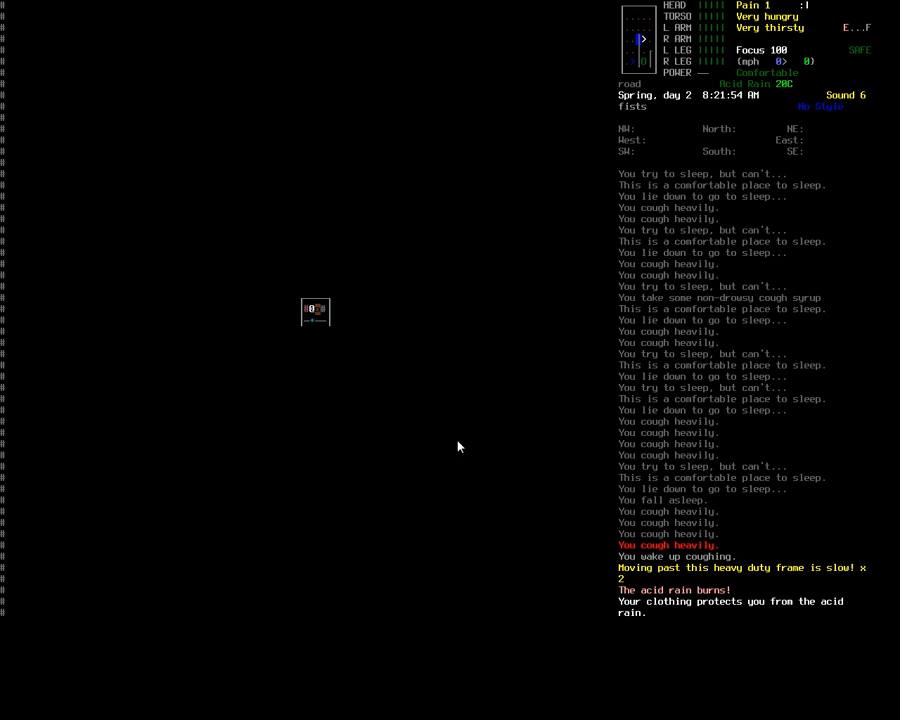 HEAD ||||| Pain 1 :|
TORSO ||||| Very hungry
L ARM ||||| Very thirsty E...F
R ARM |||||
L LEG ||||| Focus 100 SAFE
R LEG ||||| (mph 0> 0)
POWER — Comfortable
road Acid Rain 20C
Spring, day 2 8:21:54 AM Sound 6
fists No Style
NW: North: NE:
West: East:
SW: South: SE:
You try to sleep, but can't...
This is a comfortable place to sleep.
You lie down to go to sleep...
You cough heavily.
You cough heavily.
You try to sleep, but can't...
This is a comfortable place to sleep.
You lie down to go to sleep...
You cough heavily.
You cough heavily.
You try to sleep, but can't...
You take some non-drowsy cough syrup
This is a comfortable place to sleep.
You lie down to go to sleep...
You cough heavily.
You cough heavily.
You try to sleep, but can't...
This is a comfortable place to sleep.
You lie down to go to sleep...
You try to sleep, but can't...
This is a comfortable place to sleep.
You lie down to go to sleep...
You cough heavily.
You cough heavily.
You cough heavily.
You cough heavily.
You try to sleep, but can't...
This is a comfortable place to sleep.
You lie down to go to sleep...
You fall asleep.
You cough heavily.
You cough heavily.
You cough heavily.
You cough heavily.
You wake up coughing.
Moving past this heavy duty frame is slow! x
2
The acid rain burns!
Your clothing protects you from the acid
rain.